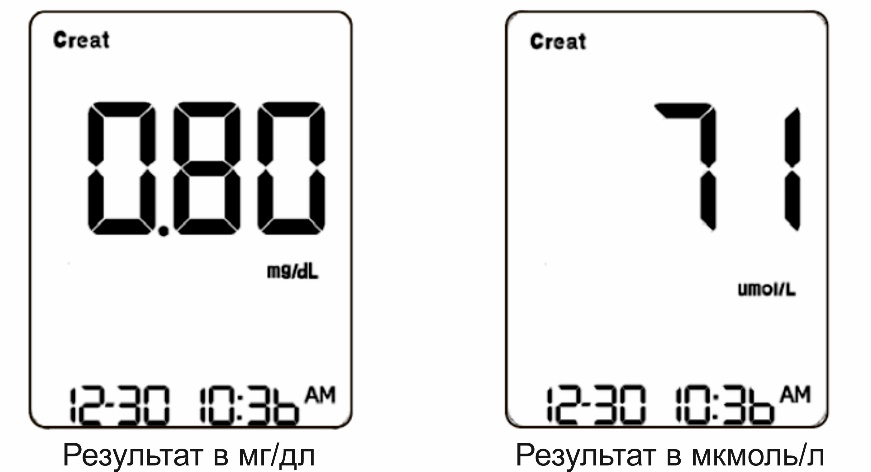 Creat
0.80
mg/dL
12-30 10:36 AM
Результат в мг/дл
Creat
71
umol/L
12-30 10:36 AM
Результат в мкмоль/л